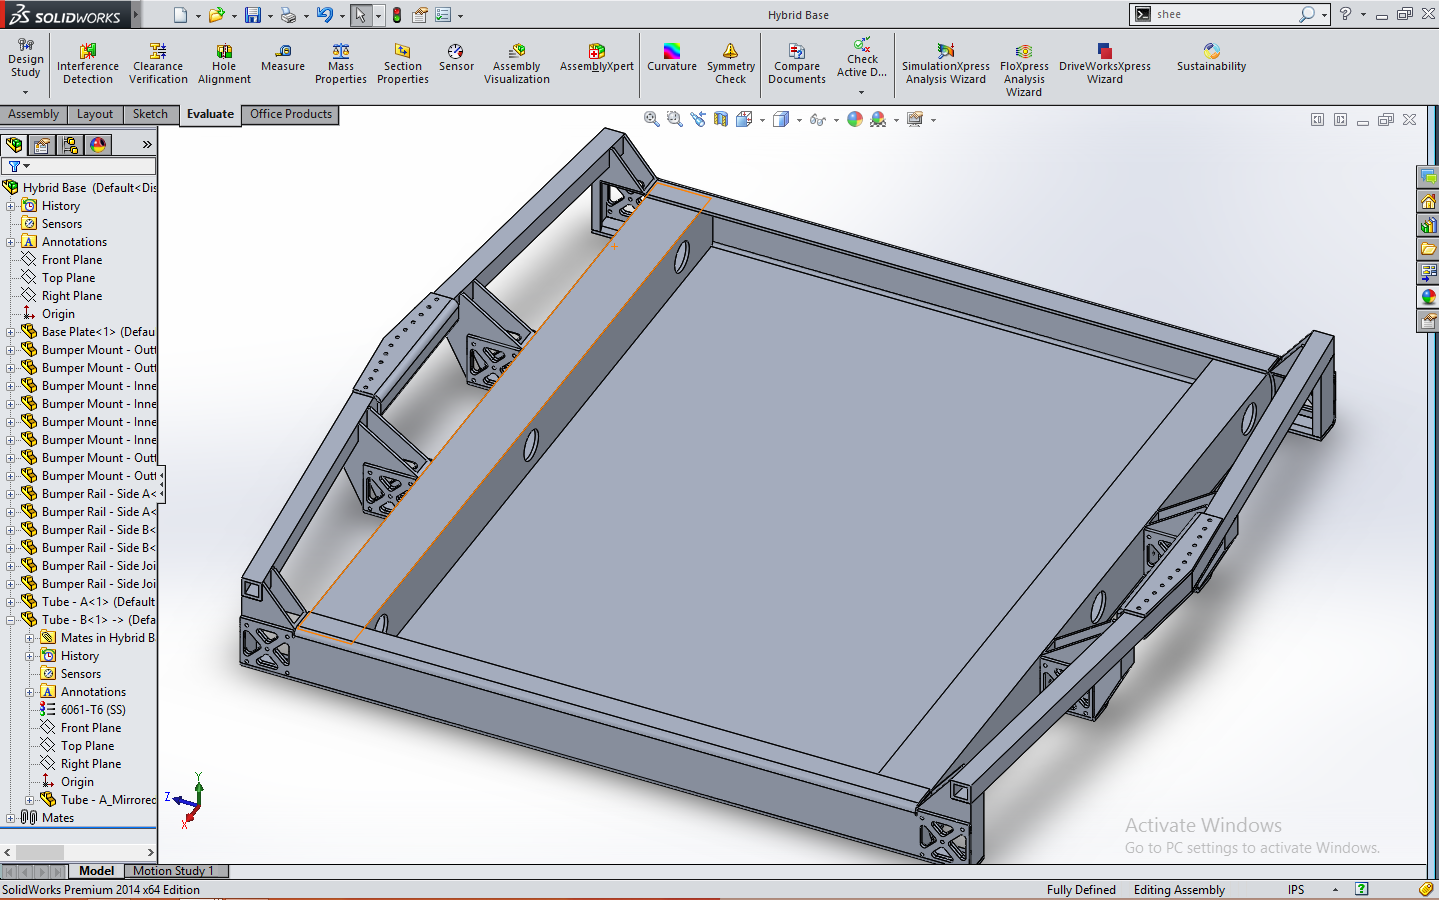 SOLIDWORKS
Hybrid Base
shee
Design Study
Interference Detection
Clearance Verification
Hole Alignment
Measure
Mass Properties
Section Properties
Sensor
Assembly Visualization
AssemblyXpert
Curvature
Symmetry Check
Compare Documents
Check Active D...
SimulationXpress Analysis Wizard
FloXpress Analysis Wizard
DriveWorksXpress Wizard
Sustainability
Assembly
Layout
Sketch
Evaluate
Office Products
Hybrid Base (Default<Dis
History
Sensors
Annotations
Front Plane
Top Plane
Right Plane
Origin
Base Plate<1> (Defau
Bumper Mount - Out
Bumper Mount - Out
Bumper Mount - Inne
Bumper Mount - Inne
Bumper Mount - Inne
Bumper Mount - Inne
Bumper Mount - Out
Bumper Mount - Out
Bumper Rail - Side A<
Bumper Rail - Side A<
Bumper Rail - Side B<
Bumper Rail - Side B<
Bumper Rail - Side Joi
Bumper Rail - Side Joi
Tube - A<1> (Default
Tube - B<1> -> (Defa
Mates in Hybrid B
History
Sensors
Annotations
6061-T6 (SS)
Front Plane
Top Plane
Right Plane
Origin
Tube - A_Mirrored
Mates
Y
Z
X
Activate Windows
Go to PC settings to activate Windows.
Model
Motion Study 1
SolidWorks Premium 2014 x64 Edition
Fully Defined
Editing Assembly
IPS